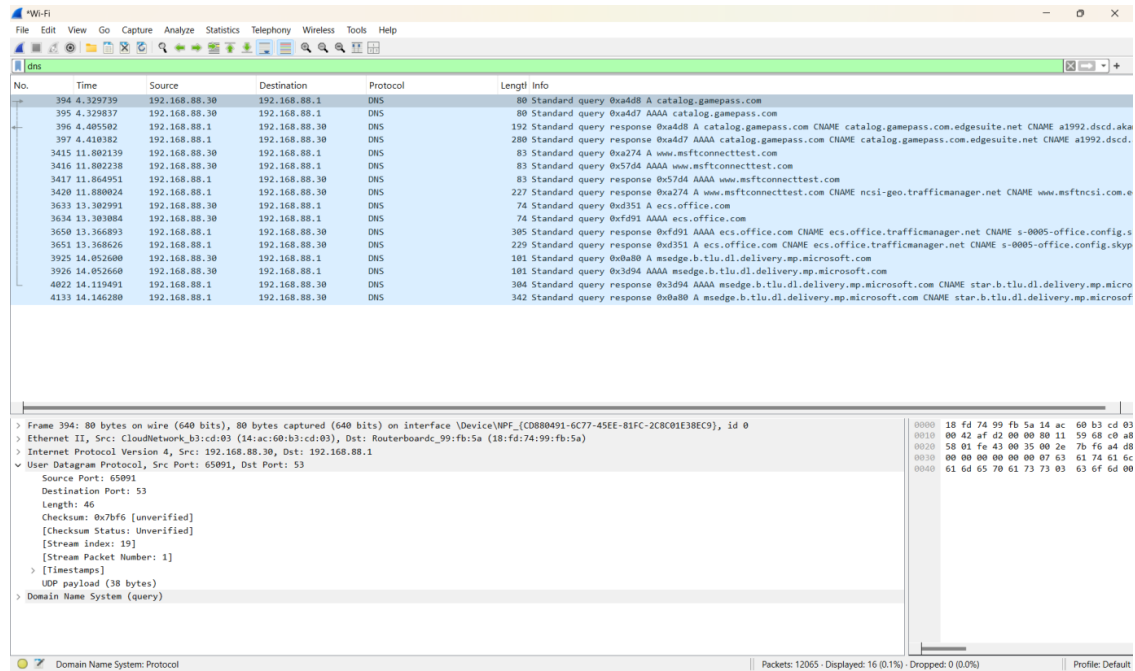 *Wi-Fi
File Edit View Go Capture Analyze Statistics Telephony Wireless Tools Help
dns
No. Time Source Destination Protocol Lengtl Info
394 4.329739 192.168.88.30 192.168.88.1 DNS 80 Standard query 0xa4d8 A catalog.gamepass.com
395 4.329837 192.168.88.30 192.168.88.1 DNS 80 Standard query 0xa4d7 AAAA catalog.gamepass.com
396 4.405502 192.168.88.1 192.168.88.30 DNS 192 Standard query response 0xa4d8 A catalog.gamepass.com CNAME catalog.gamepass.com.edgesuite.net CNAME a1992.dscd.aka
397 4.410382 192.168.88.1 192.168.88.30 DNS 280 Standard query response 0xa4d7 AAAA catalog.gamepass.com CNAME catalog.gamepass.com.edgesuite.net CNAME a1992.dscd.
3415 11.802139 192.168.88.30 192.168.88.1 DNS 83 Standard query 0xa274 A www.msftconnecttest.com
3416 11.802238 192.168.88.30 192.168.88.1 DNS 83 Standard query 0x57d4 AAAA www.msftconnecttest.com
3417 11.864951 192.168.88.1 192.168.88.30 DNS 83 Standard query response 0x57d4 AAAA www.msftconnecttest.com
3420 11.880024 192.168.88.1 192.168.88.30 DNS 227 Standard query response 0xa274 A www.msftconnecttest.com CNAME ncsi-geo.trafficmanager.net CNAME www.msftncsi.com.e
3633 13.302991 192.168.88.30 192.168.88.1 DNS 74 Standard query 0xd351 A ecs.office.com
3634 13.303084 192.168.88.30 192.168.88.1 DNS 74 Standard query 0xfd91 AAAA ecs.office.com
3650 13.366893 192.168.88.1 192.168.88.30 DNS 305 Standard query response 0xfd91 AAAA ecs.office.com CNAME ecs.office.trafficmanager.net CNAME s-0005-office.config.s
3651 13.368626 192.168.88.1 192.168.88.30 DNS 229 Standard query response 0xd351 A ecs.office.com CNAME ecs.office.trafficmanager.net CNAME s-0005-office.config.skyp
3925 14.052600 192.168.88.30 192.168.88.1 DNS 101 Standard query 0x0a80 A msedge.b.tlu.dl.delivery.mp.microsoft.com
3926 14.052660 192.168.88.30 192.168.88.1 DNS 101 Standard query 0x3d94 AAAA msedge.b.tlu.dl.delivery.mp.microsoft.com
4022 14.119491 192.168.88.1 192.168.88.30 DNS 304 Standard query response 0x3d94 AAAA msedge.b.tlu.dl.delivery.mp.microsoft.com CNAME star.b.tlu.dl.delivery.mp.micro
4133 14.146280 192.168.88.1 192.168.88.30 DNS 342 Standard query response 0x0a80 A msedge.b.tlu.dl.delivery.mp.microsoft.com CNAME star.b.tlu.dl.delivery.mp.microsof
Frame 394: 80 bytes on wire (640 bits), 80 bytes captured (640 bits) on interface \Device\NPF_{CD880491-6C77-45EE-81FC-2C8C01E38EC9}, id 0
Ethernet II, Src: CloudNetwork_b3:cd:03 (14:ac:60:b3:cd:03), Dst: Routerboardc_99:fb:5a (18:fd:74:99:fb:5a)
Internet Protocol Version 4, Src: 192.168.88.30, Dst: 192.168.88.1
User Datagram Protocol, Src Port: 65091, Dst Port: 53
Source Port: 65091
Destination Port: 53
Length: 46
Checksum: 0x7bf6 [unverified]
[Checksum Status: Unverified]
[Stream index: 19]
[Stream Packet Number: 1]
[Timestamps]
UDP payload (38 bytes)
Domain Name System (query)
0000 18 fd 74 99 fb 5a 14 ac 60 b3 cd 03
0010 00 42 af d2 00 00 80 11 59 68 c0 a8
0020 58 01 fe 43 00 35 00 2e 7b f6 a4 d8
0030 00 00 00 00 00 00 07 63 61 74 61 6c
0040 61 6d 65 70 61 73 73 03 63 6f 6d 00
Domain Name System: Protocol
Packets: 12065 · Displayed: 16 (0.1%) · Dropped: 0 (0.0%)
Profile: Default